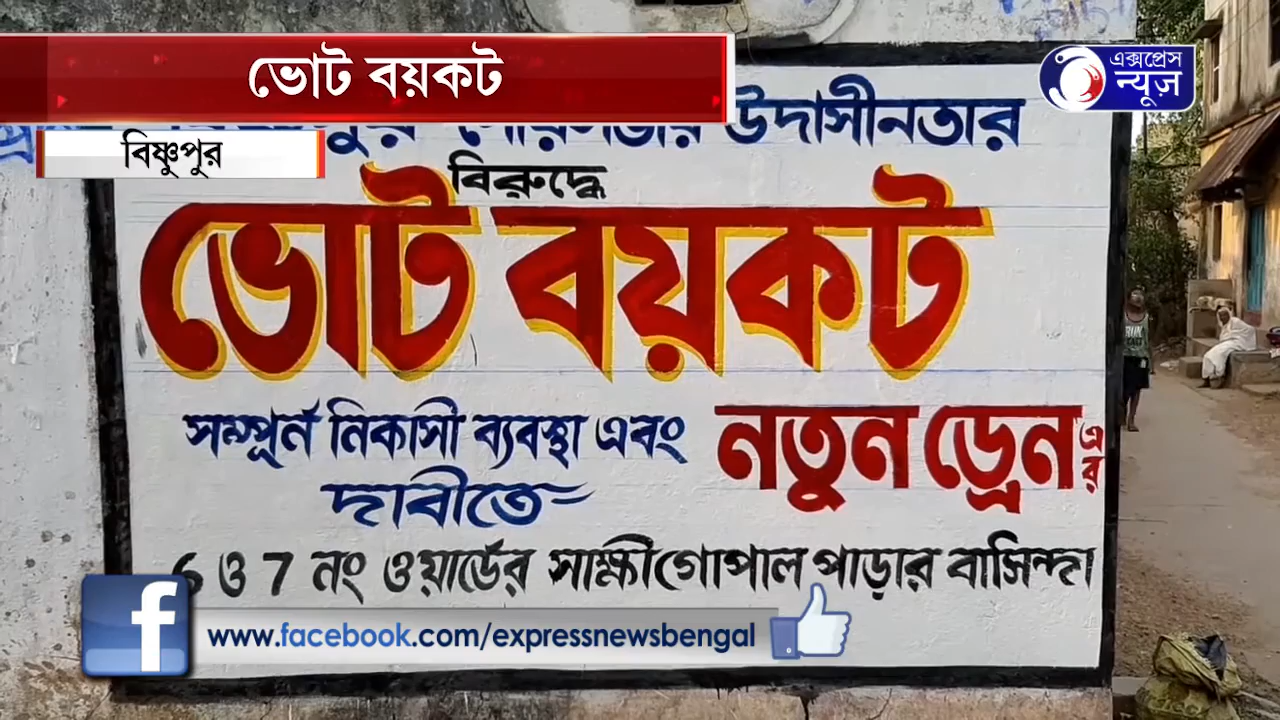 ভোট বয়কট
এক্সপ্রেস
ন্যূজ
বিষ্ণুপুর
উদাসীনতার
বিরুদ্ধে
ভোট বয়কট
সম্পূর্ন নিকাসী ব্যবস্থা এবং নতুন ড্রেন এর
দাবীতে
6 ও 7 নং ওয়ার্ডের সাক্ষীগোপাল পাড়ার বাসিন্দা
www.facebook.com/expressnewsbengal
RUN